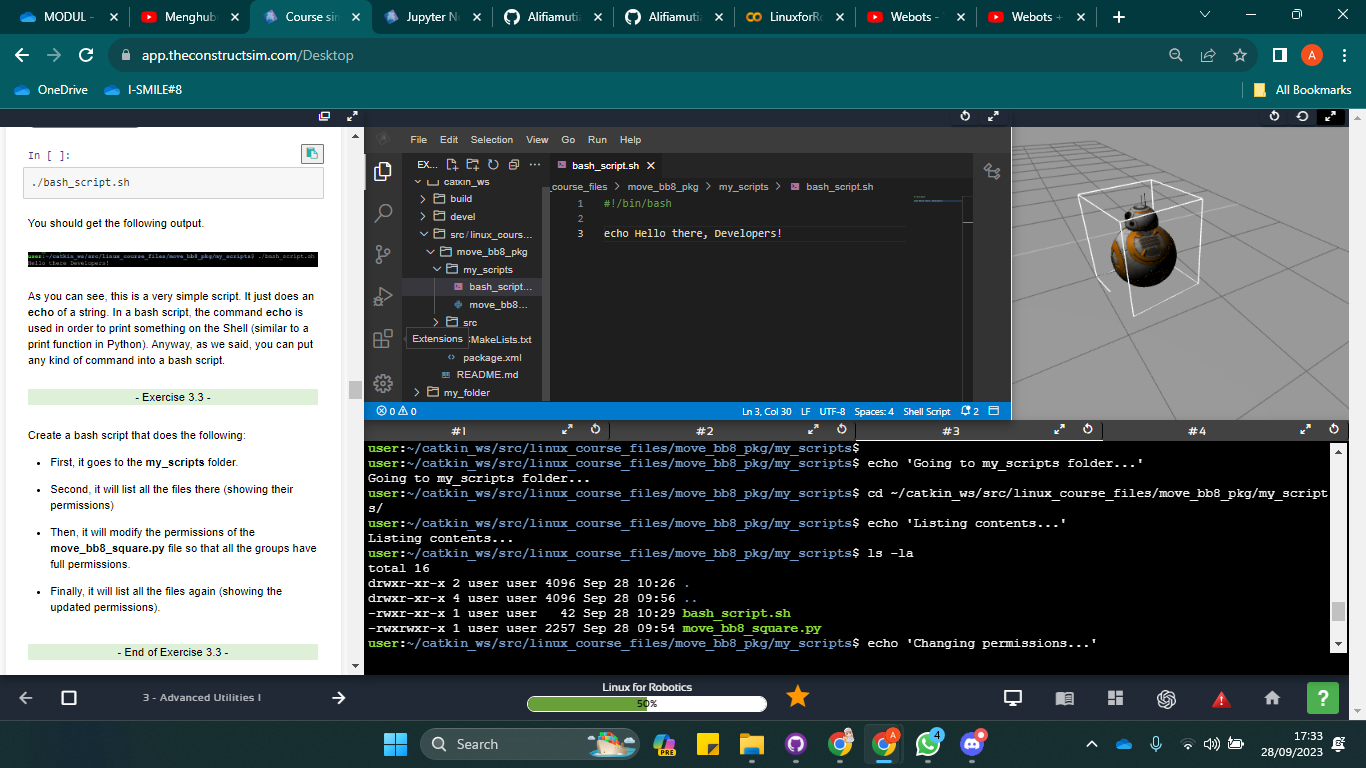 MODUL -
Menghub
Course sim
Jupyter N
Alifiamuti
Alifiamuti
LinuxforRo
Webots -
Webots +
app.theconstructsim.com/Desktop
A
OneDrive
I-SMILE#8
All Bookmarks
In [ ]:
./bash_script.sh
You should get the following output.
user:~/catkin_ws/src/linux_course_files/move_bb8_pkg/my_scripts$ ./bash_script.sh
Hello there Developers!
As you can see, this is a very simple script. It just does an
echo of a string. In a bash script, the command echo is
used in order to print something on the Shell (similar to a
print function in Python). Anyway, as we said, you can put
any kind of command into a bash script.
- Exercise 3.3 -
Create a bash script that does the following:
• First, it goes to the my_scripts folder.
• Second, it will list all the files there (showing their
permissions)
• Then, it will modify the permissions of the
move_bb8_square.py file so that all the groups have
full permissions.
• Finally, it will list all the files again (showing the
updated permissions).
- End of Exercise 3.3 -
File Edit Selection View Go Run Help
EX...
catkin_ws
build
devel
src/linux_cours...
move_bb8_pkg
my_scripts
bash_script...
move_bb8...
src
Extensions
CMakeLists.txt
package.xml
README.md
my_folder
bash_script.sh
_course_files > move_bb8_pkg > my_scripts > bash_script.sh
1 #!/bin/bash
2
3 echo Hello there, Developers!
0 0 Ln 3, Col 30 LF UTF-8 Spaces: 4 Shell Script 2
#1 #2 #3 #4
user:~/catkin_ws/src/linux_course_files/move_bb8_pkg/my_scripts$
user:~/catkin_ws/src/linux_course_files/move_bb8_pkg/my_scripts$ echo 'Going to my_scripts folder...'
Going to my_scripts folder...
user:~/catkin_ws/src/linux_course_files/move_bb8_pkg/my_scripts$ cd ~/catkin_ws/src/linux_course_files/move_bb8_pkg/my_script
s/
user:~/catkin_ws/src/linux_course_files/move_bb8_pkg/my_scripts$ echo 'Listing contents...'
Listing contents...
user:~/catkin_ws/src/linux_course_files/move_bb8_pkg/my_scripts$ ls -la
total 16
drwxr-xr-x 2 user user 4096 Sep 28 10:26 .
drwxr-xr-x 4 user user 4096 Sep 28 09:56 ..
-rwxr-xr-x 1 user user   42 Sep 28 10:29 bash_script.sh
-rwxrwxr-x 1 user user 2257 Sep 28 09:54 move_bb8_square.py
user:~/catkin_ws/src/linux_course_files/move_bb8_pkg/my_scripts$ echo 'Changing permissions...'
3 - Advanced Utilities I
Linux for Robotics
50%
?
Search
PRE
A
4
17:33
28/09/2023